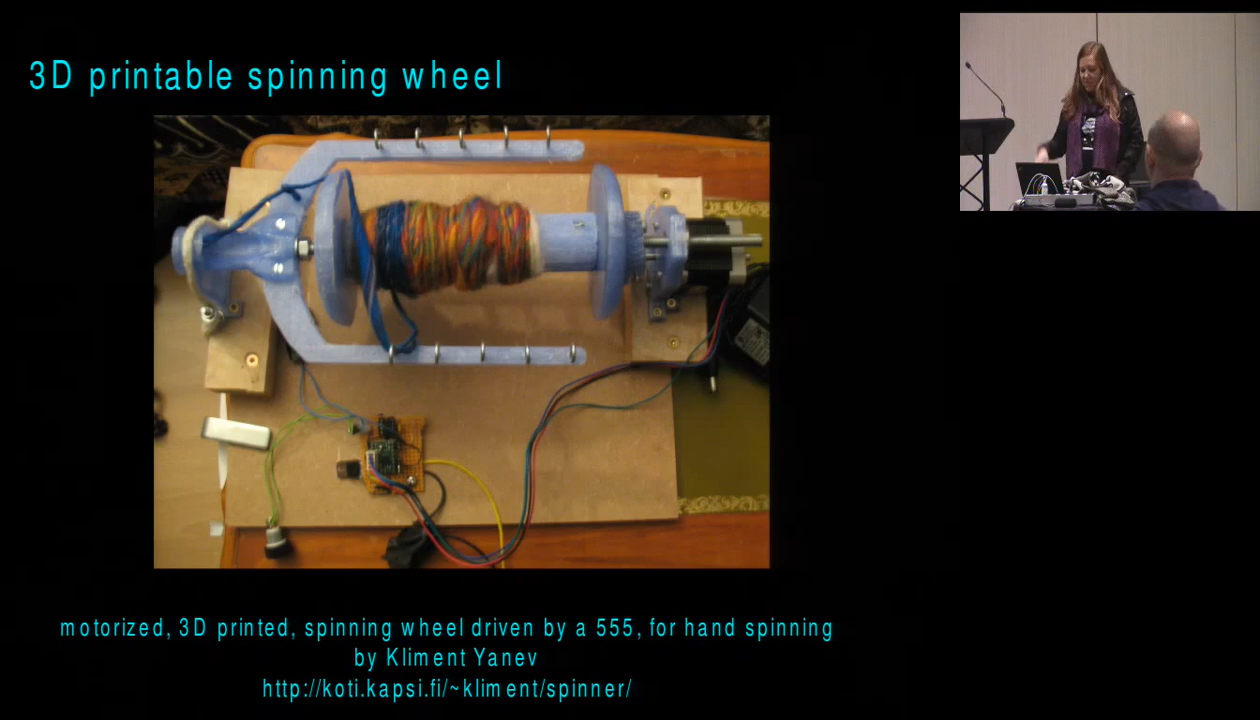 3D printable spinning wheel
motorized, 3D printed, spinning wheel driven by a 555, for hand spinning
by Kliment Yanev
http://koti.kapsi.fi/~kliment/spinner/